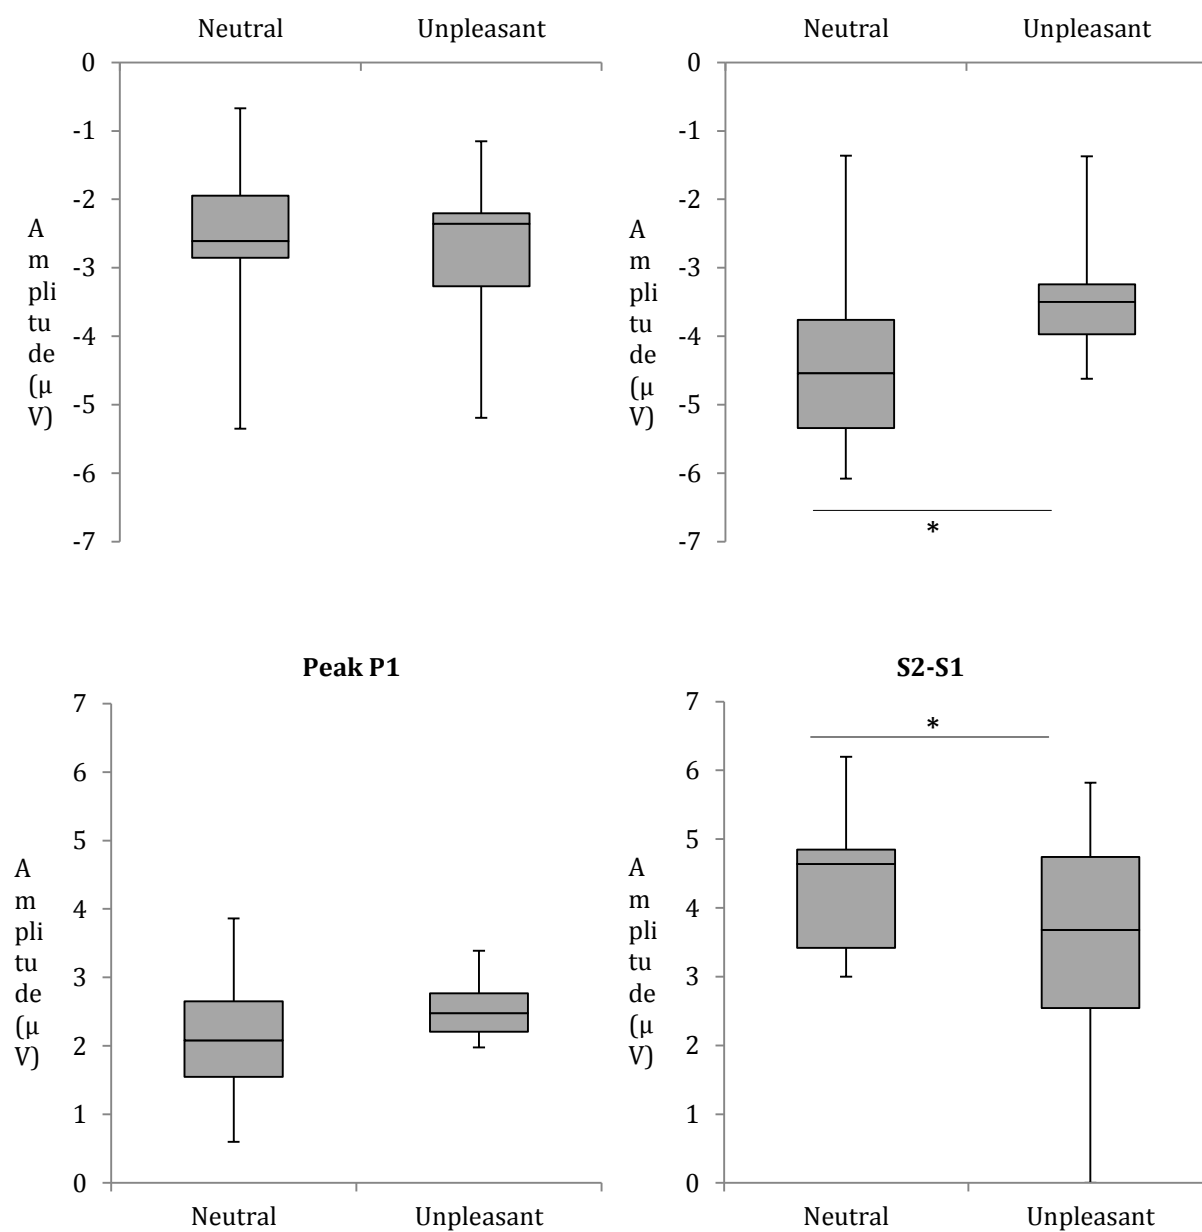 Neutral Unpleasant
0
-1
-2
-3
-4
-5
-6
-7
A
m
pli
tu
de
(µ
V)
Neutral Unpleasant
0
-1
-2
-3
-4
-5
-6
-7
A
m
pli
tu
de
(µ
V)
*
Peak P1
7
6
5
4
3
2
1
0
A
m
pli
tu
de
(µ
V)
Neutral Unpleasant
S2-S1
7
6
5
4
3
2
1
0
A
m
pli
tu
de
(µ
V)
*
Neutral Unpleasant